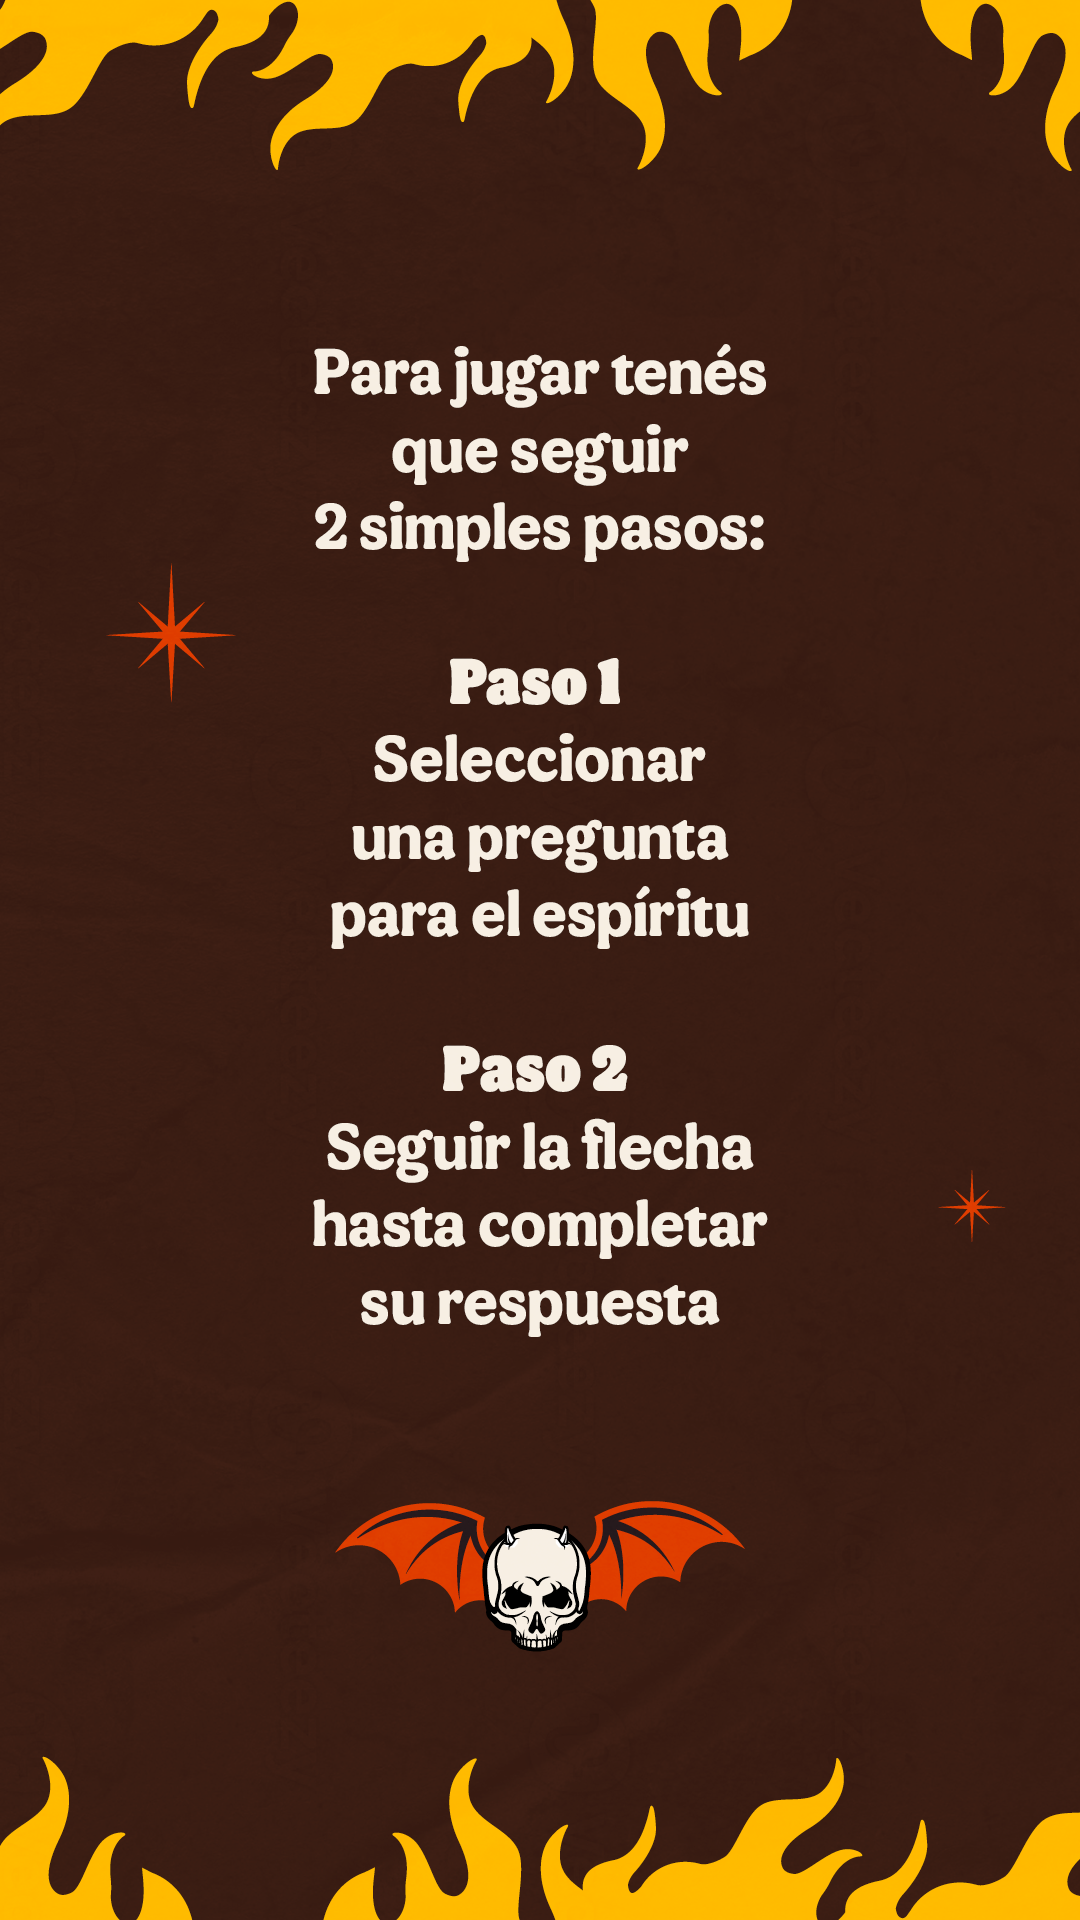 Para jugar tenés
que seguir
2 simples pasos:
Paso 1
Seleccionar
una pregunta
para el espíritu
Paso 2
Seguir la flecha
hasta completar
su respuesta